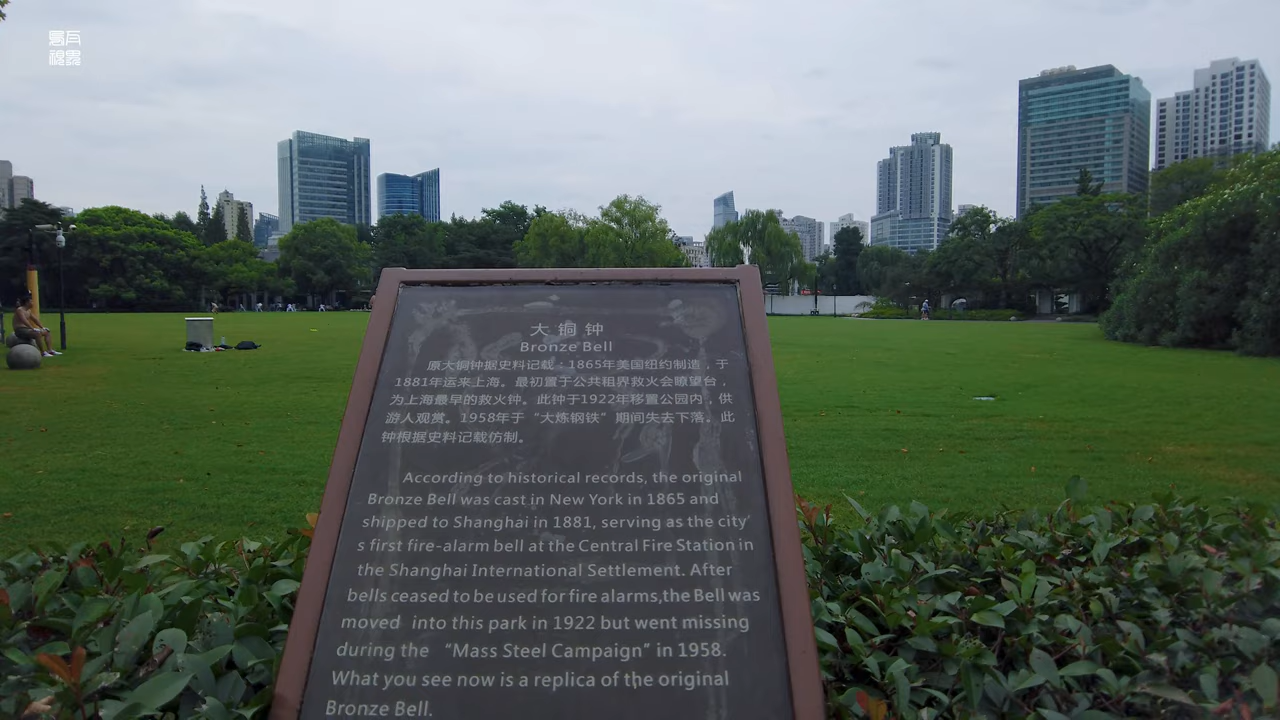 大铜钟
Bronze Bell
原大铜钟据史料记载：1865年美国纽约制造，于
1881年运来上海。最初置于公共租界救火会瞭望台，
为上海最早的救火钟。此钟于1922年移置公园内，供
游人观赏。1958年于“大炼钢铁”期间失去下落。此
钟根据史料记载仿制。
According to historical records, the original
Bronze Bell was cast in New York in 1865 and
shipped to Shanghai in 1881, serving as the city'
s first fire-alarm bell at the Central Fire Station in
the Shanghai International Settlement. After
bells ceased to be used for fire alarms,the Bell was
moved into this park in 1922 but went missing
during the “Mass Steel Campaign” in 1958.
What you see now is a replica of the original
Bronze Bell.